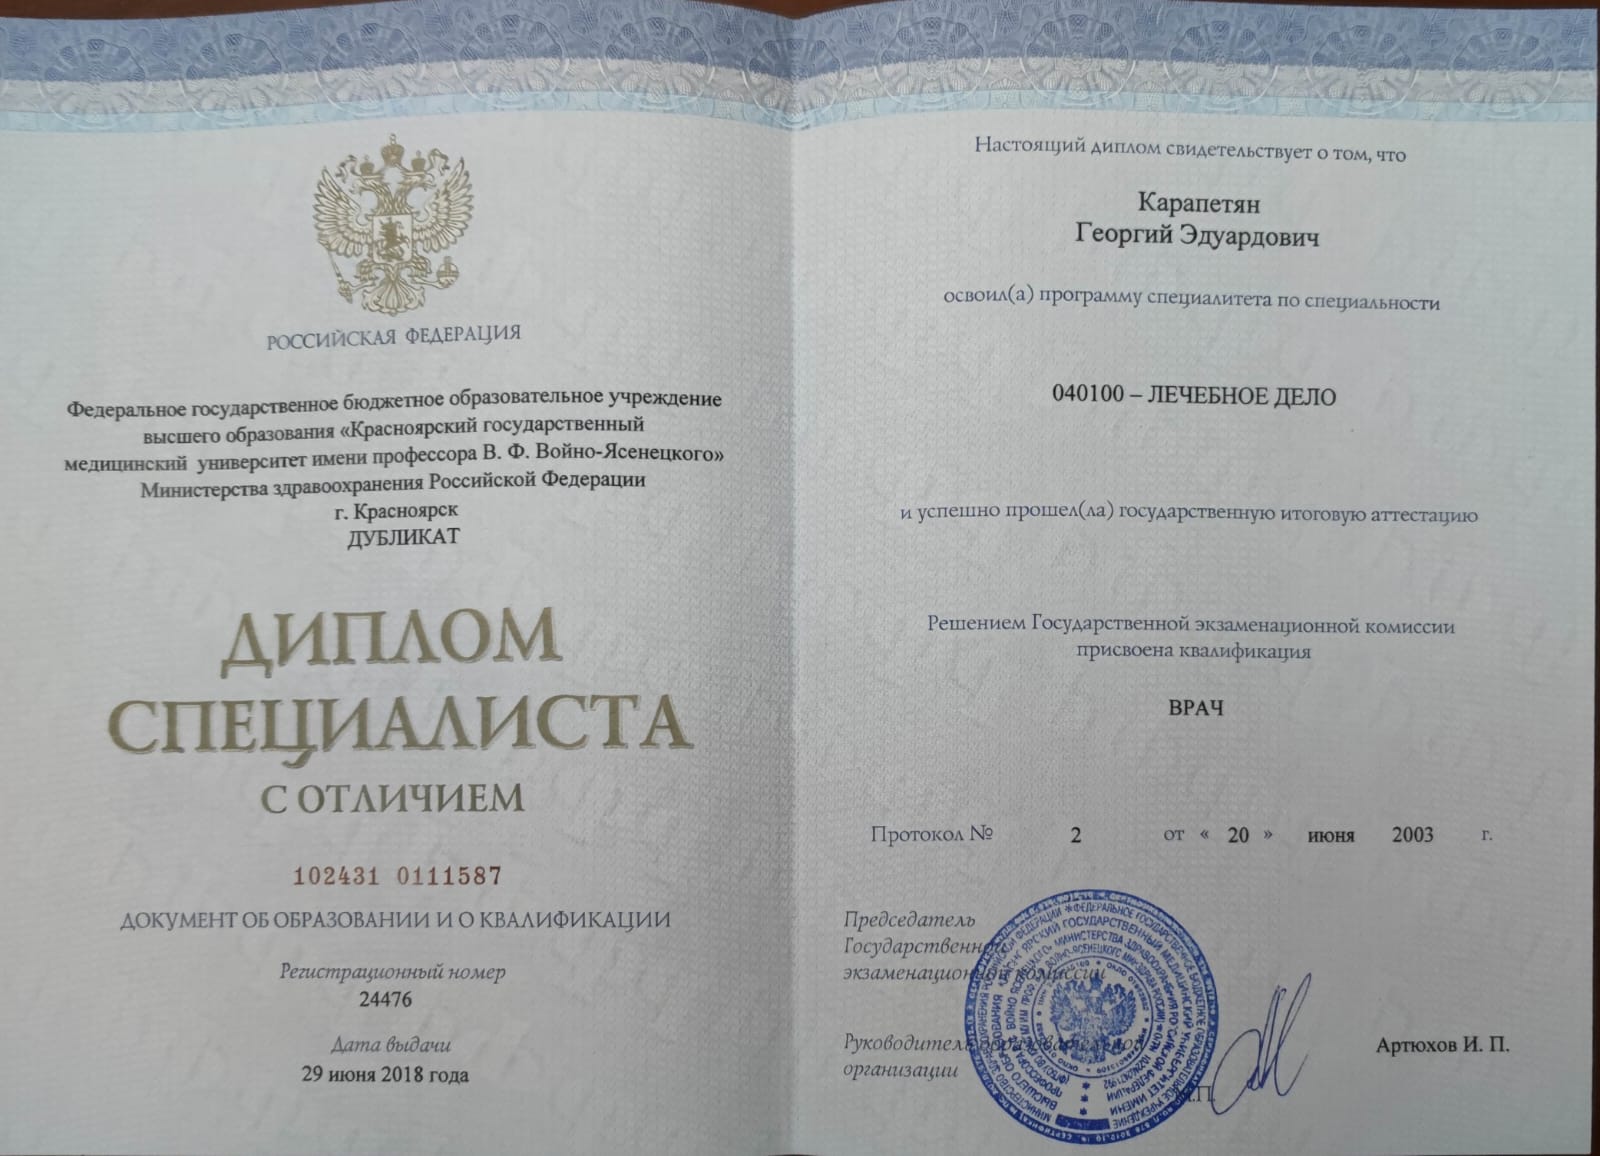 РОССИЙСКАЯ ФЕДЕРАЦИЯ
Федеральное государственное бюджетное образовательное учреждение
высшего образования «Красноярский государственный
медицинский университет имени профессора В. Ф. Войно-Ясенецкого»
Министерства здравоохранения Российской Федерации
г. Красноярск
ДУБЛИКАТ
ДИПЛОМ
СПЕЦИАЛИСТА
С ОТЛИЧИЕМ
102431 0111587
ДОКУМЕНТ ОБ ОБРАЗОВАНИИ И О КВАЛИФИКАЦИИ
Регистрационный номер
24476
Дата выдачи
29 июня 2018 года
Настоящий диплом свидетельствует о том, что
Карапетян
Георгий Эдуардович
освоил(а) программу специалитета по специальности
040100 – ЛЕЧЕБНОЕ ДЕЛО
и успешно прошел(ла) государственную итоговую аттестацию
Решением Государственной экзаменационной комиссии
присвоена квалификация
ВРАЧ
Протокол № 2 от « 20 » июня 2003 г.
Председатель
Государственной
экзаменационной комиссии
Руководитель образовательной
организации
Артюхов И. П.
М.П.